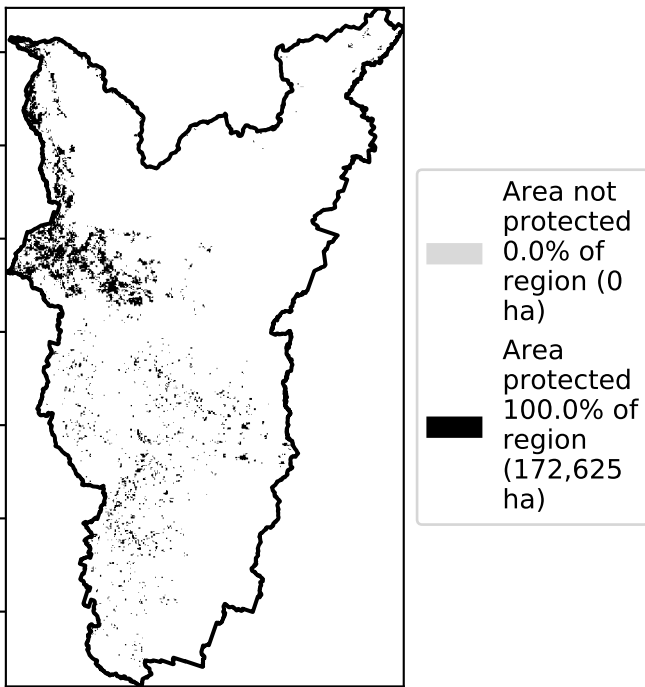 Area not
protected
0.0% of
region (0
ha)
Area
protected
100.0% of
region
(172,625
ha)